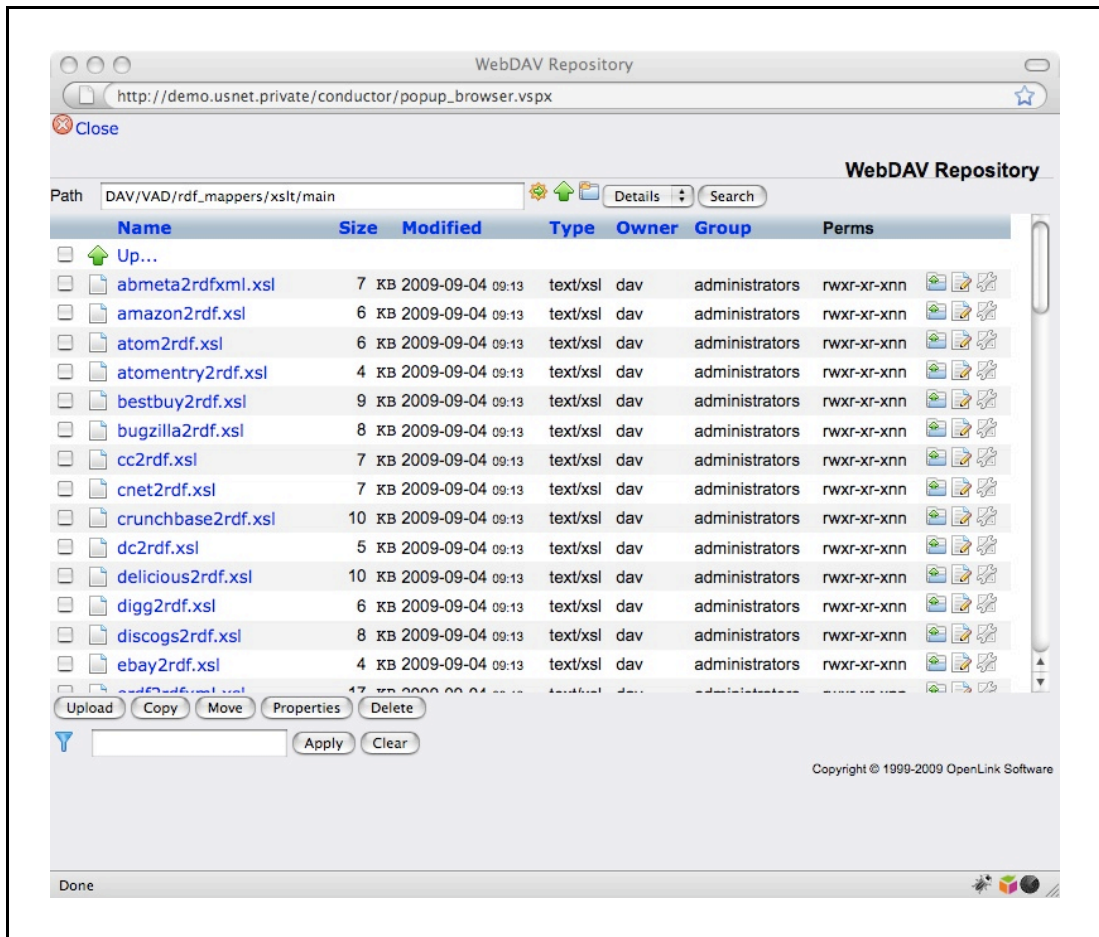 WebDAV Repository
http://demo.usnet.private/conductor/popup_browser.vspx
Close
WebDAV Repository
Path DAV/VAD/rdf_mappers/xslt/main Details Search
Name Size Modified Type Owner Group Perms
Up...
abmeta2rdfxml.xsl 7 KB 2009-09-04 09:13 text/xsl dav administrators rwxr-xr-xnn
amazon2rdf.xsl 6 KB 2009-09-04 09:13 text/xsl dav administrators rwxr-xr-xnn
atom2rdf.xsl 6 KB 2009-09-04 09:13 text/xsl dav administrators rwxr-xr-xnn
atomentry2rdf.xsl 4 KB 2009-09-04 09:13 text/xsl dav administrators rwxr-xr-xnn
bestbuy2rdf.xsl 9 KB 2009-09-04 09:13 text/xsl dav administrators rwxr-xr-xnn
bugzilla2rdf.xsl 8 KB 2009-09-04 09:13 text/xsl dav administrators rwxr-xr-xnn
cc2rdf.xsl 7 KB 2009-09-04 09:13 text/xsl dav administrators rwxr-xr-xnn
cnet2rdf.xsl 7 KB 2009-09-04 09:13 text/xsl dav administrators rwxr-xr-xnn
crunchbase2rdf.xsl 10 KB 2009-09-04 09:13 text/xsl dav administrators rwxr-xr-xnn
dc2rdf.xsl 5 KB 2009-09-04 09:13 text/xsl dav administrators rwxr-xr-xnn
delicious2rdf.xsl 10 KB 2009-09-04 09:13 text/xsl dav administrators rwxr-xr-xnn
digg2rdf.xsl 6 KB 2009-09-04 09:13 text/xsl dav administrators rwxr-xr-xnn
discogs2rdf.xsl 8 KB 2009-09-04 09:13 text/xsl dav administrators rwxr-xr-xnn
ebay2rdf.xsl 4 KB 2009-09-04 09:13 text/xsl dav administrators rwxr-xr-xnn
Upload Copy Move Properties Delete
Apply Clear
Copyright © 1999-2009 OpenLink Software
Done